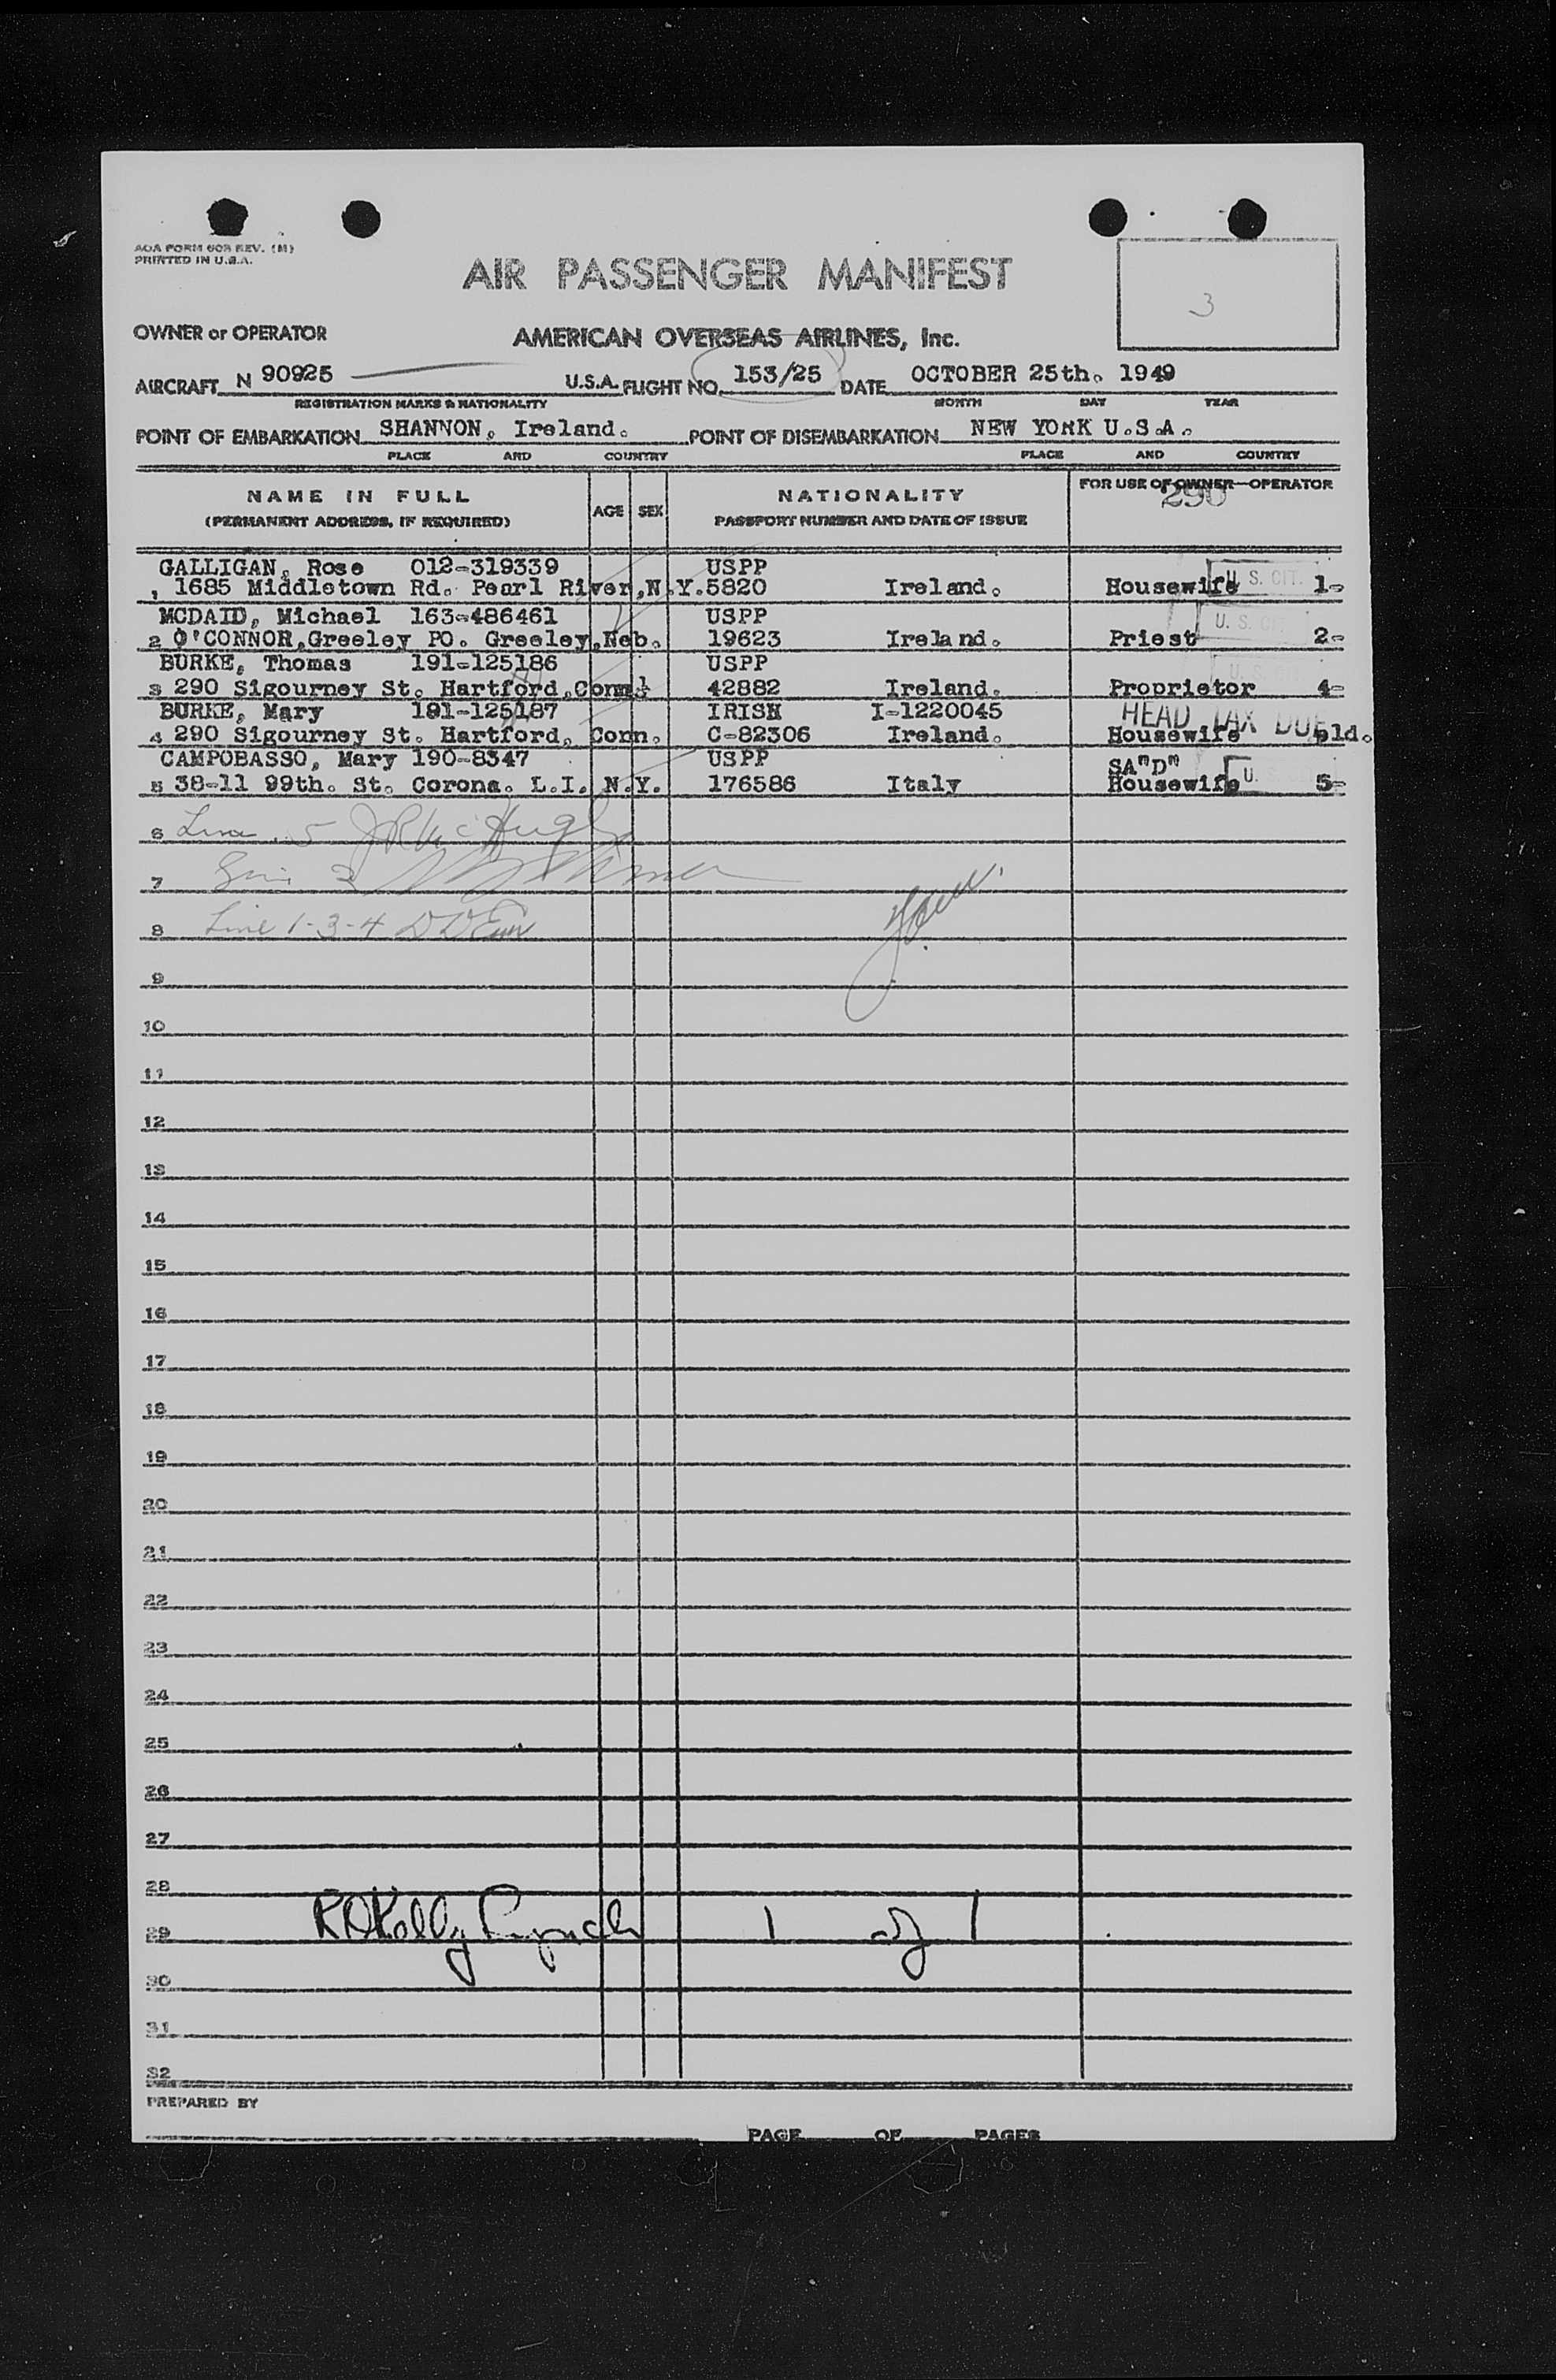 AOA FORM 60B REV. (M)
PRINTED IN U.S.A.
AIR PASSENGER MANIFEST
3
OWNER or OPERATOR AMERICAN OVERSEAS AIRLINES, Inc.
AIRCRAFT N 90925 U.S.A. FLIGHT NO. 153/25 DATE OCTOBER 25th. 1949
REGISTRATION MARKS & NATIONALITY MONTH DAY YEAR
POINT OF EMBARKATION SHANNON, Ireland. POINT OF DISEMBARKATION NEW YORK U.S.A.
PLACE AND COUNTRY PLACE AND COUNTRY
NAME IN FULL AGE SEX NATIONALITY FOR USE OF OWNER—OPERATOR
(PERMANENT ADDRESS, IF REQUIRED) PASSPORT NUMBER AND DATE OF ISSUE 290
GALLIGAN, Rose 012-319339 USPP
1685 Middletown Rd. Pearl River,N.Y. 5820 Ireland. Housewife U.S. CIT. 1-
MCDAID, Michael 163-486461 USPP U.S.
2 O'CONNOR,Greeley PO. Greeley,Neb. 19623 Ireland. Priest 2-
BURKE, Thomas 191-125186 USPP U.S.
3 290 Sigourney St. Hartford,Conn. 42882 Ireland. Proprietor 4-
BURKE, Mary 191-125187 IRISH I-1220045 HEAD TAX DUE
4 290 Sigourney St. Hartford, Conn. C-82306 Ireland. Housewife
CAMPOBASSO, Mary 190-8347 USPP SA"D"
5 38-11 99th. St. Corona. L.I. N.Y. 176586 Italy Housewife U. 5-
6 Line 5
7
8 Line 1-3-4
9
10
11
12
13
14
15
16
17
18
19
20
21
22
23
24
25
26
27
28
29 RDKelly Lynch 1 of 1
30
31
32
PREPARED BY
PAGE OF PAGES